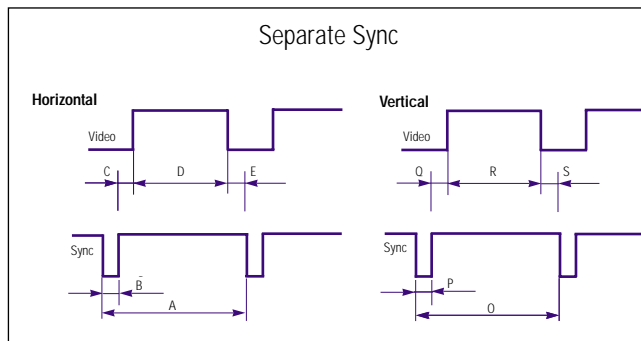 Separate Sync
Horizontal
Video
C
D
E
Sync
B
A
Vertical
Video
Q
R
S
Sync
P
O